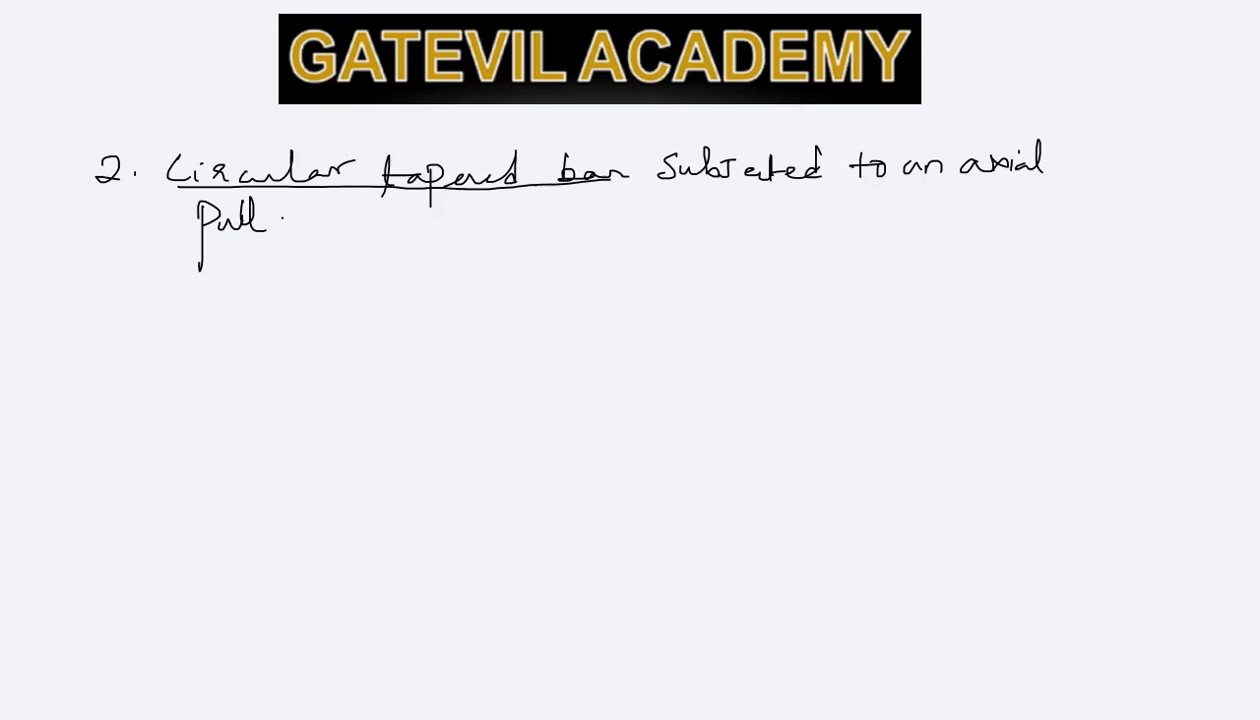 GATEVIL ACADEMY
2. Circular tapered bar subjected to an axial
pull.